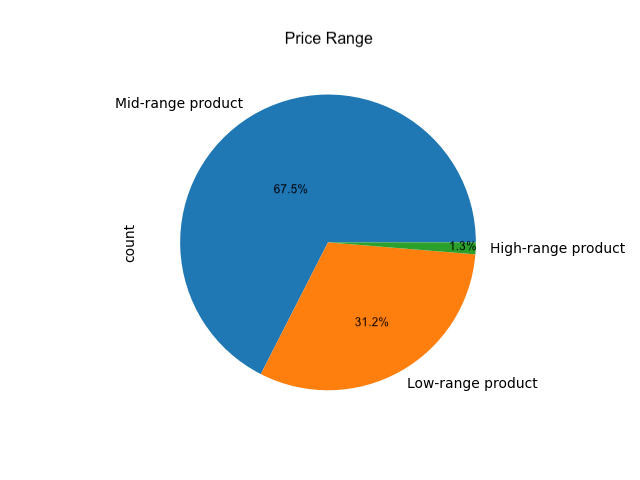 Price Range
Mid-range product
67.5%
count
1.3%
High-range product
31.2%
Low-range product